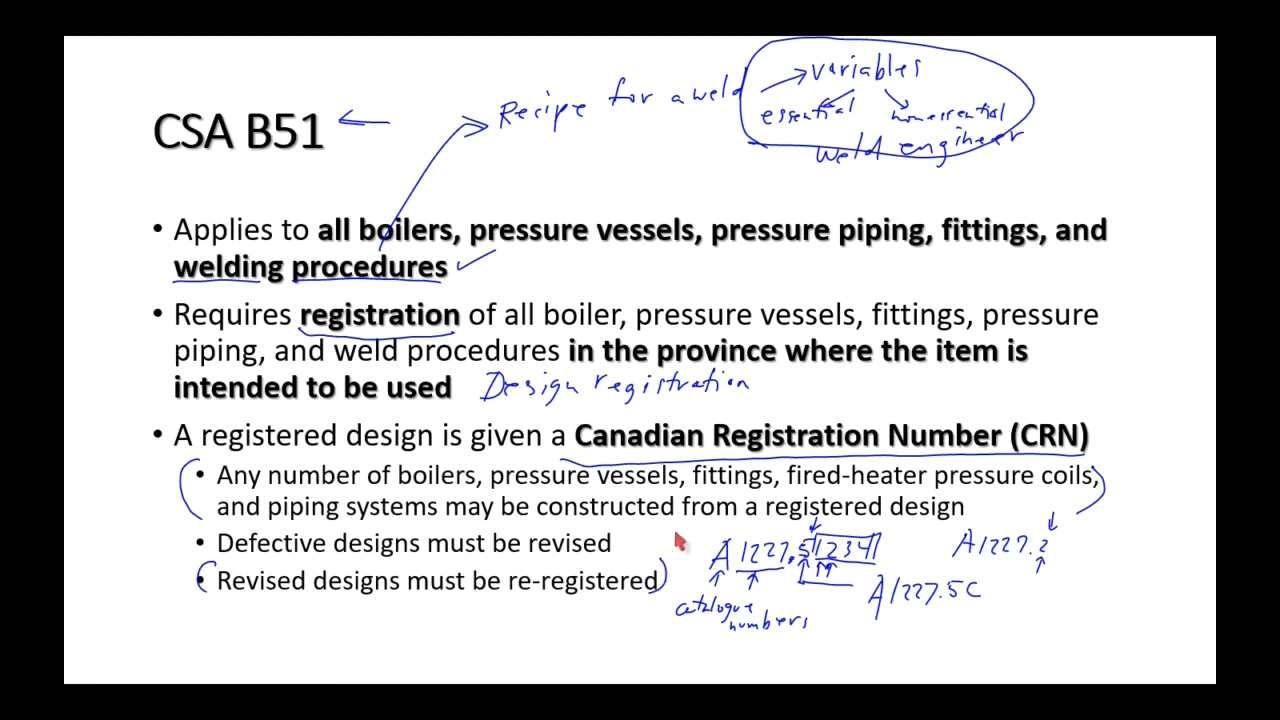 variables
Recipe for a weld
essential nonessential
CSA B51
weld engineer
• Applies to all boilers, pressure vessels, pressure piping, fittings, and
welding procedures
• Requires registration of all boiler, pressure vessels, fittings, pressure
piping, and weld procedures in the province where the item is
intended to be used Design registration
• A registered design is given a Canadian Registration Number (CRN)
• Any number of boilers, pressure vessels, fittings, fired-heater pressure coils,
and piping systems may be constructed from a registered design
• Defective designs must be revised A1227.51234 A1227.2
• Revised designs must be re-registered A1227.5C
catalogue
numbers